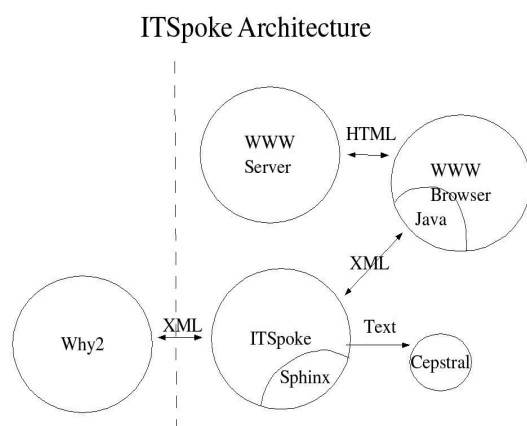 ITSpoke Architecture
WWW
Server
HTML
WWW
Browser
Java
XML
Why2
XML
ITSpoke
Sphinx
Text
Cepstral